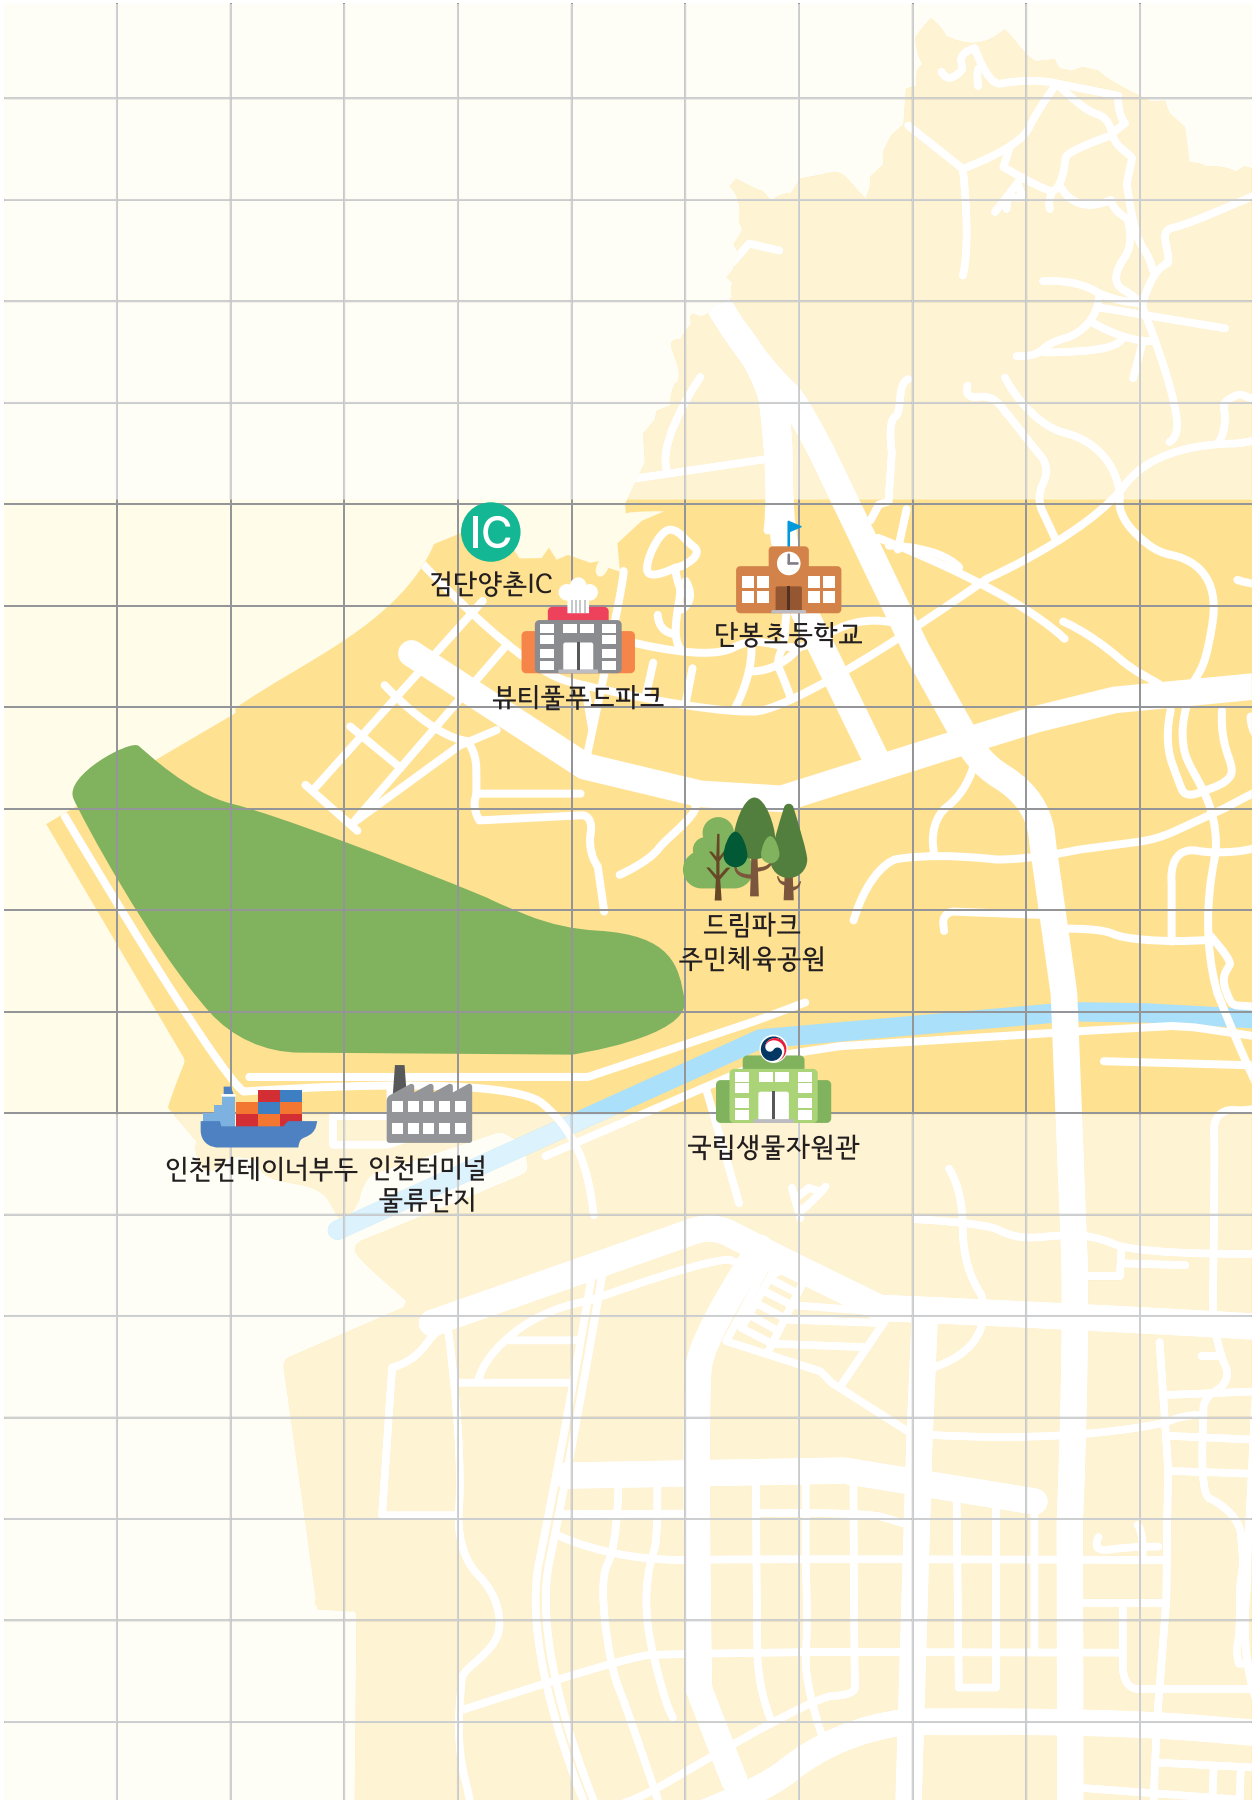 IC
검단양촌IC
단봉초등학교
뷰티풀푸드파크
드림파크
주민체육공원
국립생물자원관
인천컨테이너부두
인천터미널
물류단지